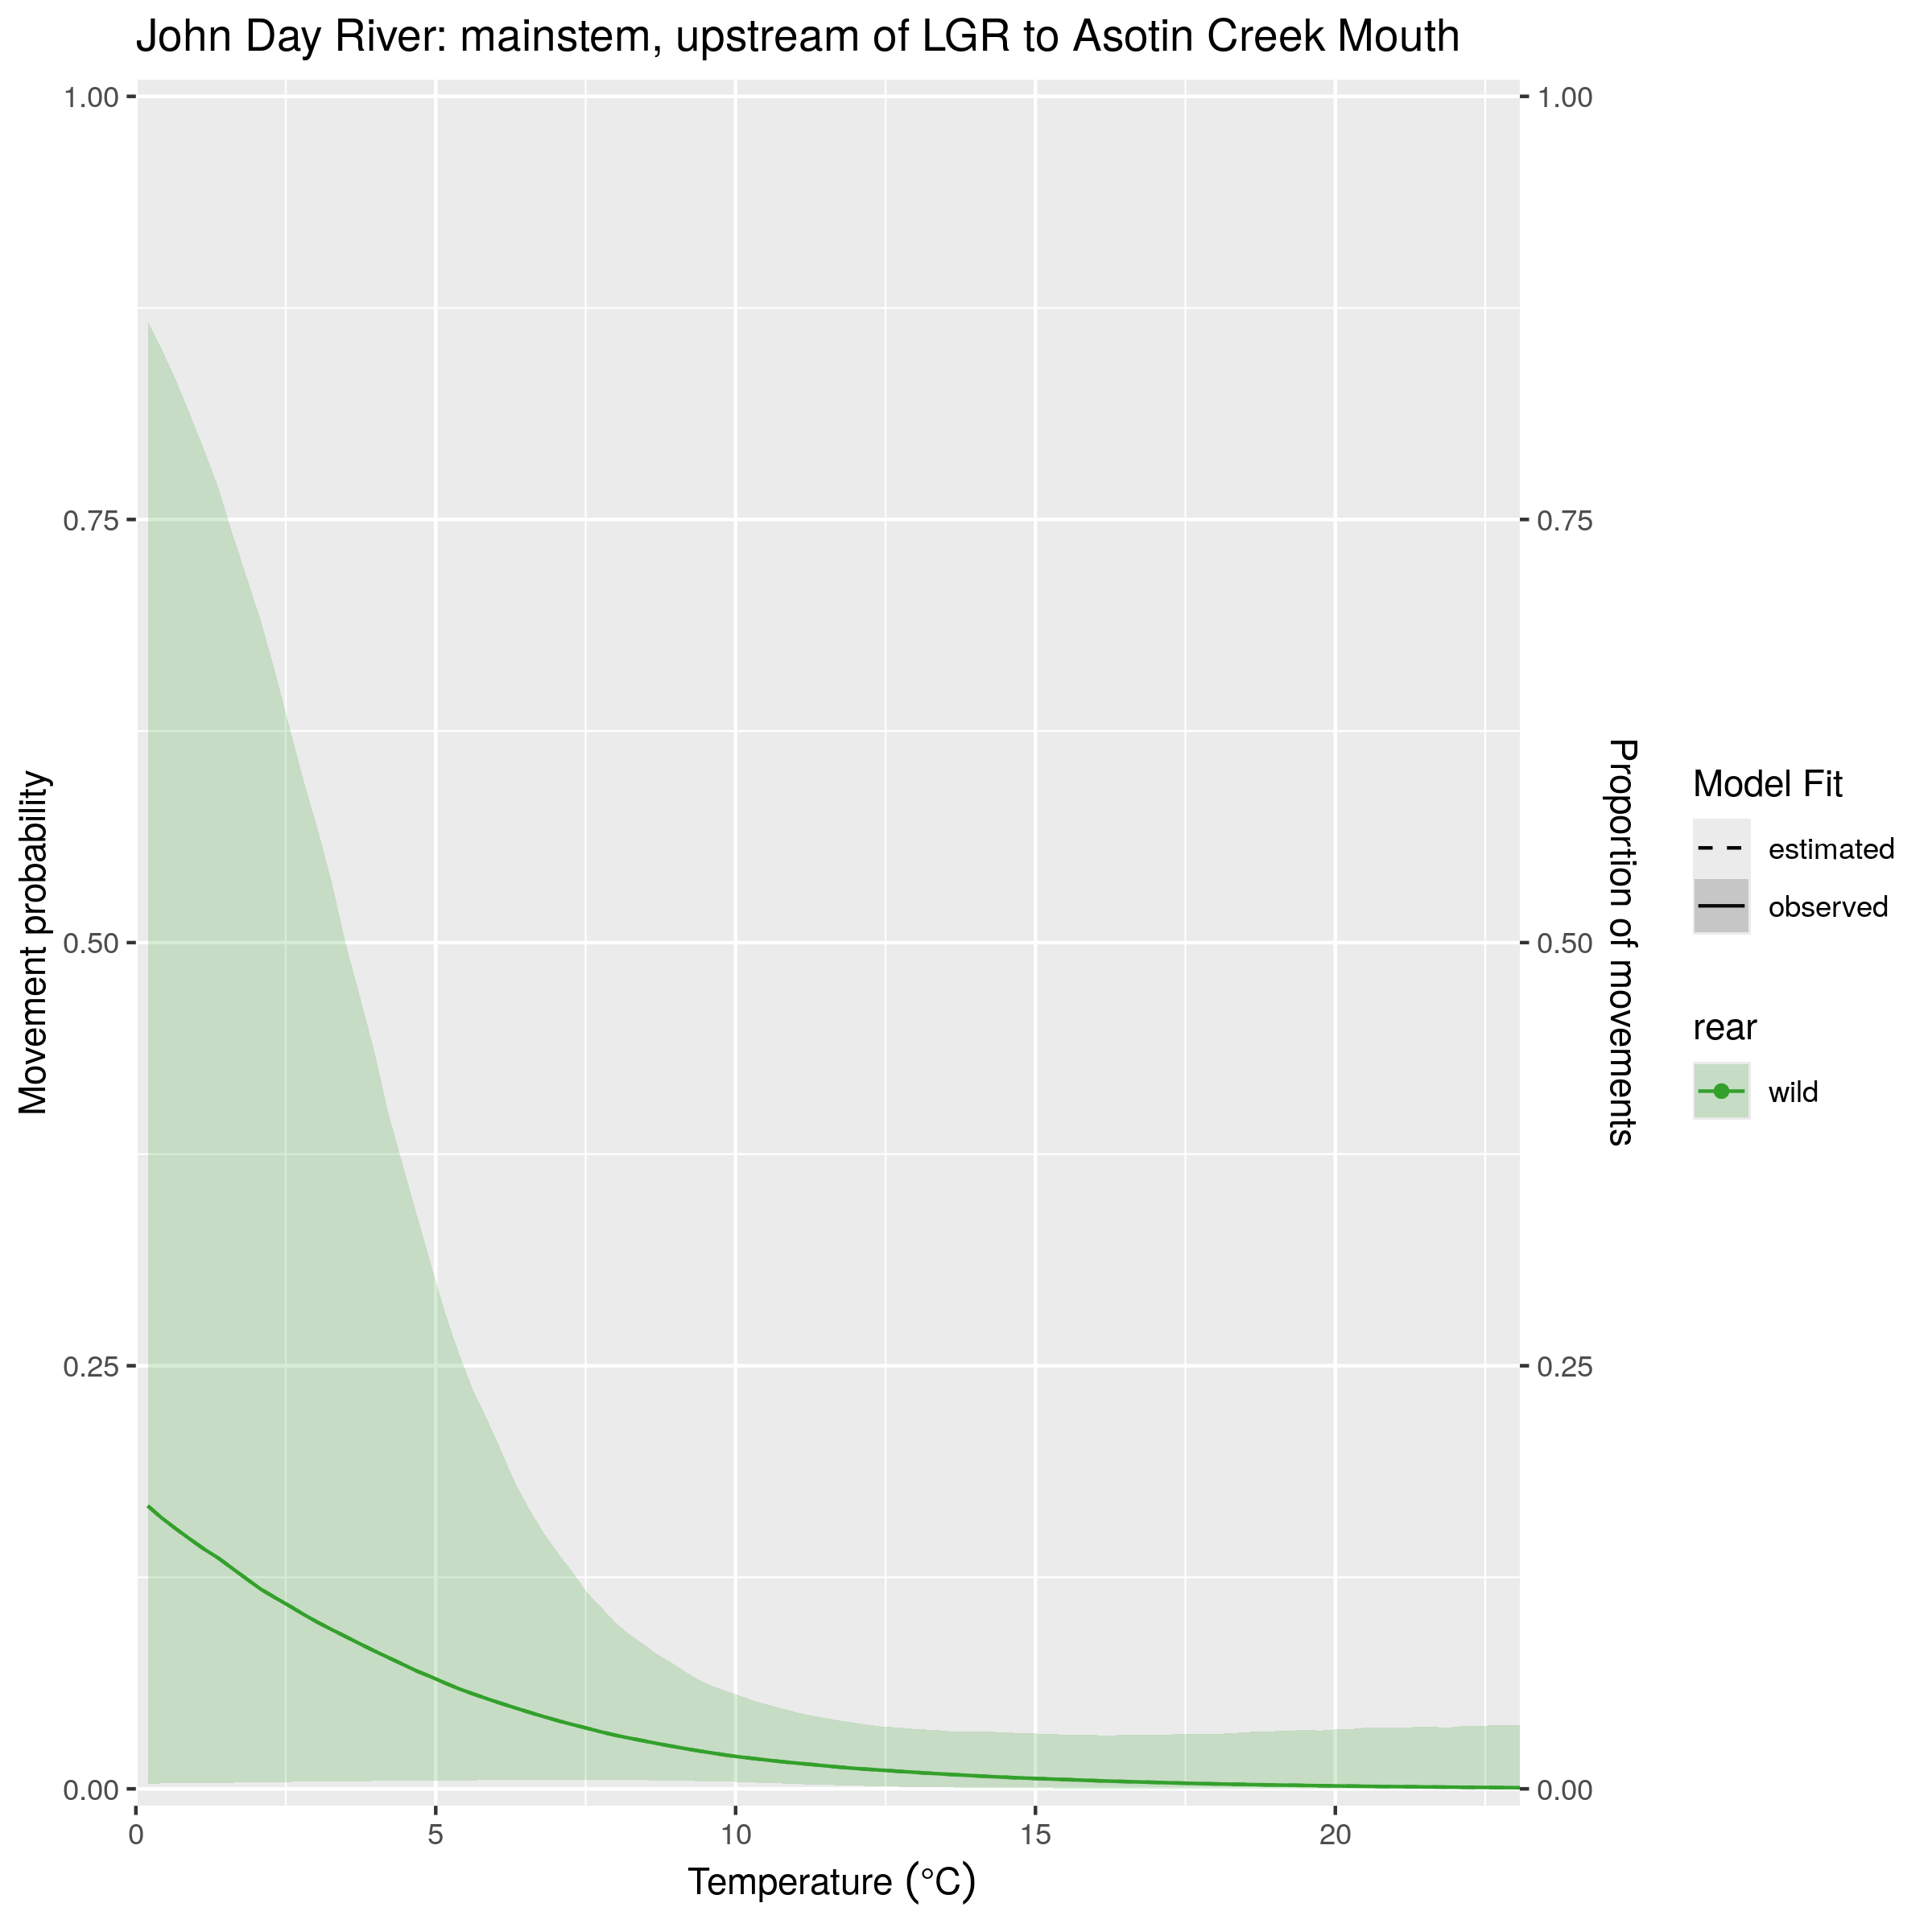 John Day River: mainstem, upstream of LGR to Asotin Creek Mouth
1.00
0.75
0.50
0.25
0.00
Movement probability
0
5
10
15
20
Temperature (°C)
1.00
0.75
0.50
0.25
0.00
Proportion of movements
Model Fit
estimated
observed
rear
wild